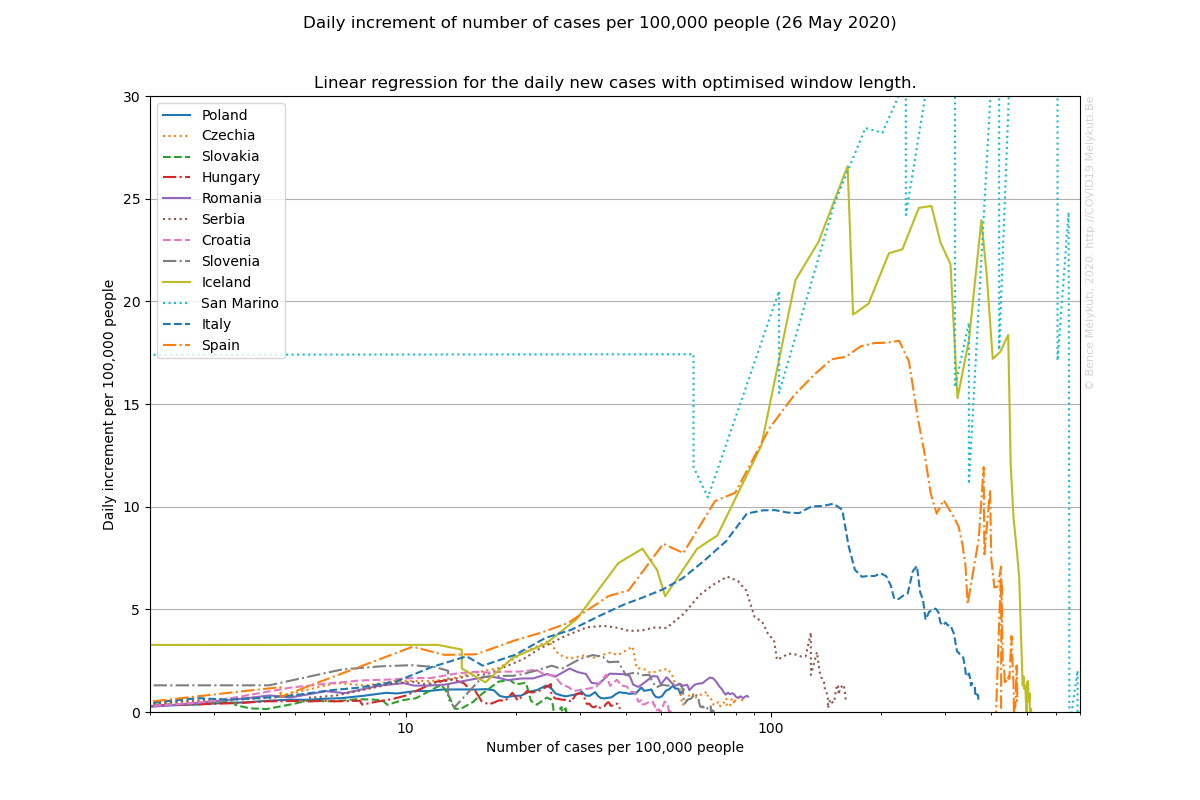 Daily increment of number of cases per 100,000 people (26 May 2020)
Linear regression for the daily new cases with optimised window length.
30
25
20
15
10
5
0
Daily increment per 100,000 people
Poland
Czechia
Slovakia
Hungary
Romania
Serbia
Croatia
Slovenia
Iceland
San Marino
Italy
Spain
10
100
Number of cases per 100,000 people
© Bence Mélykúti, 2020 http://COVID19.Melykuti.Be